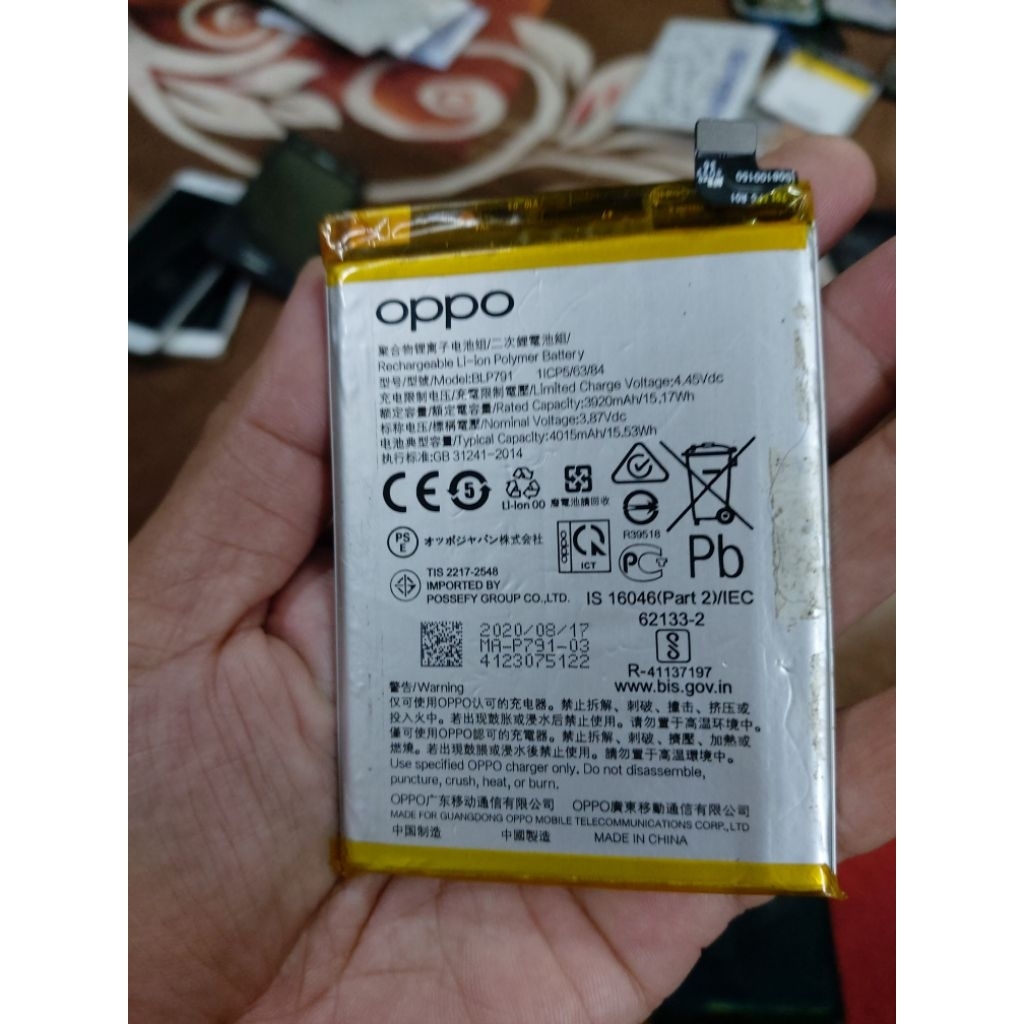 S08100150
R01
oppo
聚合物锂离子电池组/二次鋰電池組/
Rechargeable Li-ion Polymer Battery
型号/型號/Model:BLP791 1ICP5/63/84
充电限制电压/充電限制電壓/Limited Charge Voltage:4.45Vdc
额定容量/額定電容量/Rated Capacity:3920mAh/15.17Wh
标称电压/標稱電壓/Nominal Voltage:3.87Vdc
电池典型容量/Typical Capacity:4015mAh/15.53Wh
执行标准:GB 31241-2014
CE 5
Li-ion 00
廢電池請回收
R39518
PS E オッポジャパン株式会社
oppo
ICT
Pb
TIS 2217-2548
IMPORTED BY
POSSEFY GROUP CO.,LTD.
IS 16046(Part 2)/IEC
62133-2
R-41137197
www.bis.gov.in
2020/08/17
MA-P791-03
4123075122
警告/Warning
仅可使用OPPO认可的充电器。禁止拆解、刺破、撞击、挤压或
投入火中。若出现鼓胀或浸水后禁止使用。请勿置于高温环境中。
僅可使用OPPO認可的充電器。禁止拆解、刺破、擠壓、加熱或
燃燒。若出現鼓脹或浸水後禁止使用。請勿置于高溫環境中。
Use specified OPPO charger only. Do not disassemble,
puncture, crush, heat, or burn.
OPPO广东移动通信有限公司 OPPO廣東移動通信有限公司
MADE FOR GUANGDONG OPPO MOBILE TELECOMMUNICATIONS CORP., LTD
中国制造 中國製造 MADE IN CHINA